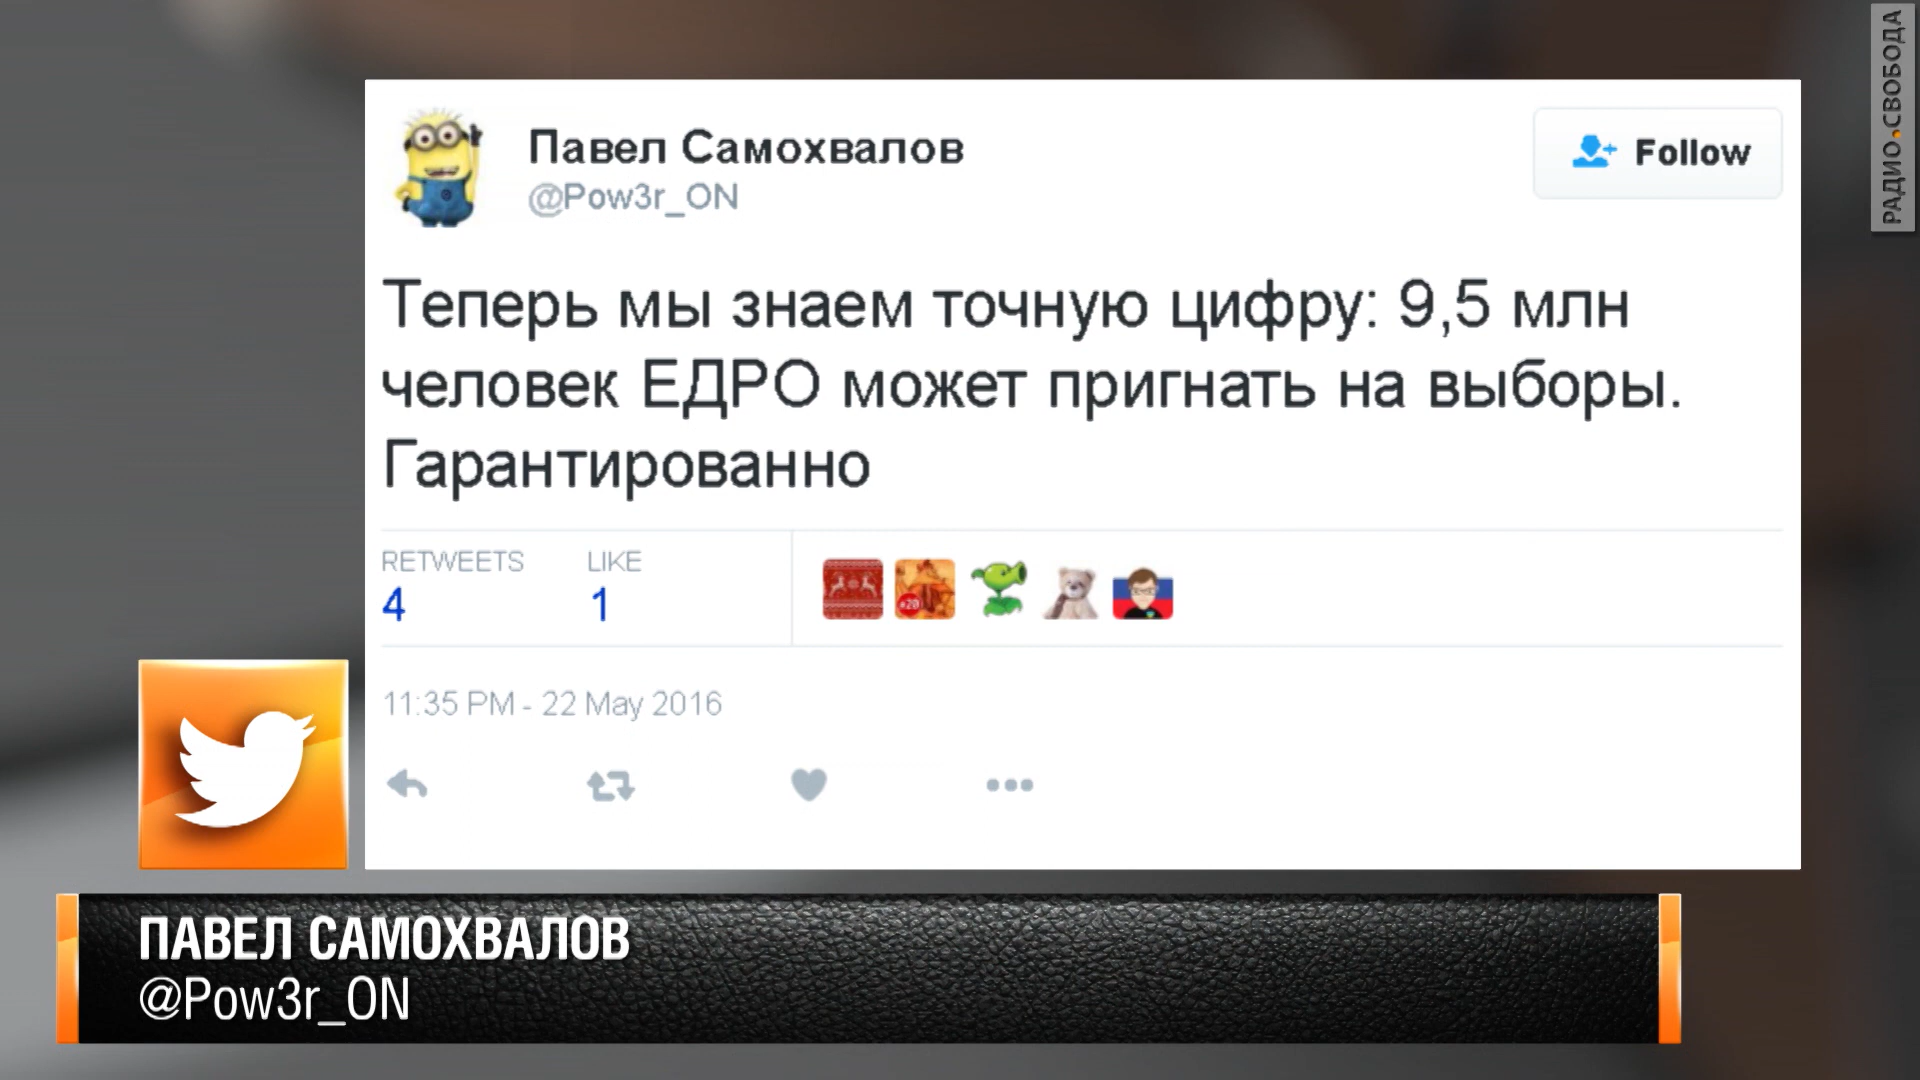 РАДИО СВОБОДА
Павел Самохвалов
@Pow3r_ON
Follow
Теперь мы знаем точную цифру: 9,5 млн
человек ЕДРО может пригнать на выборы.
Гарантированно
RETWEETS
LIKE
4
1
#20
11:35 PM - 22 May 2016
ПАВЕЛ САМОХВАЛОВ
@Pow3r_ON